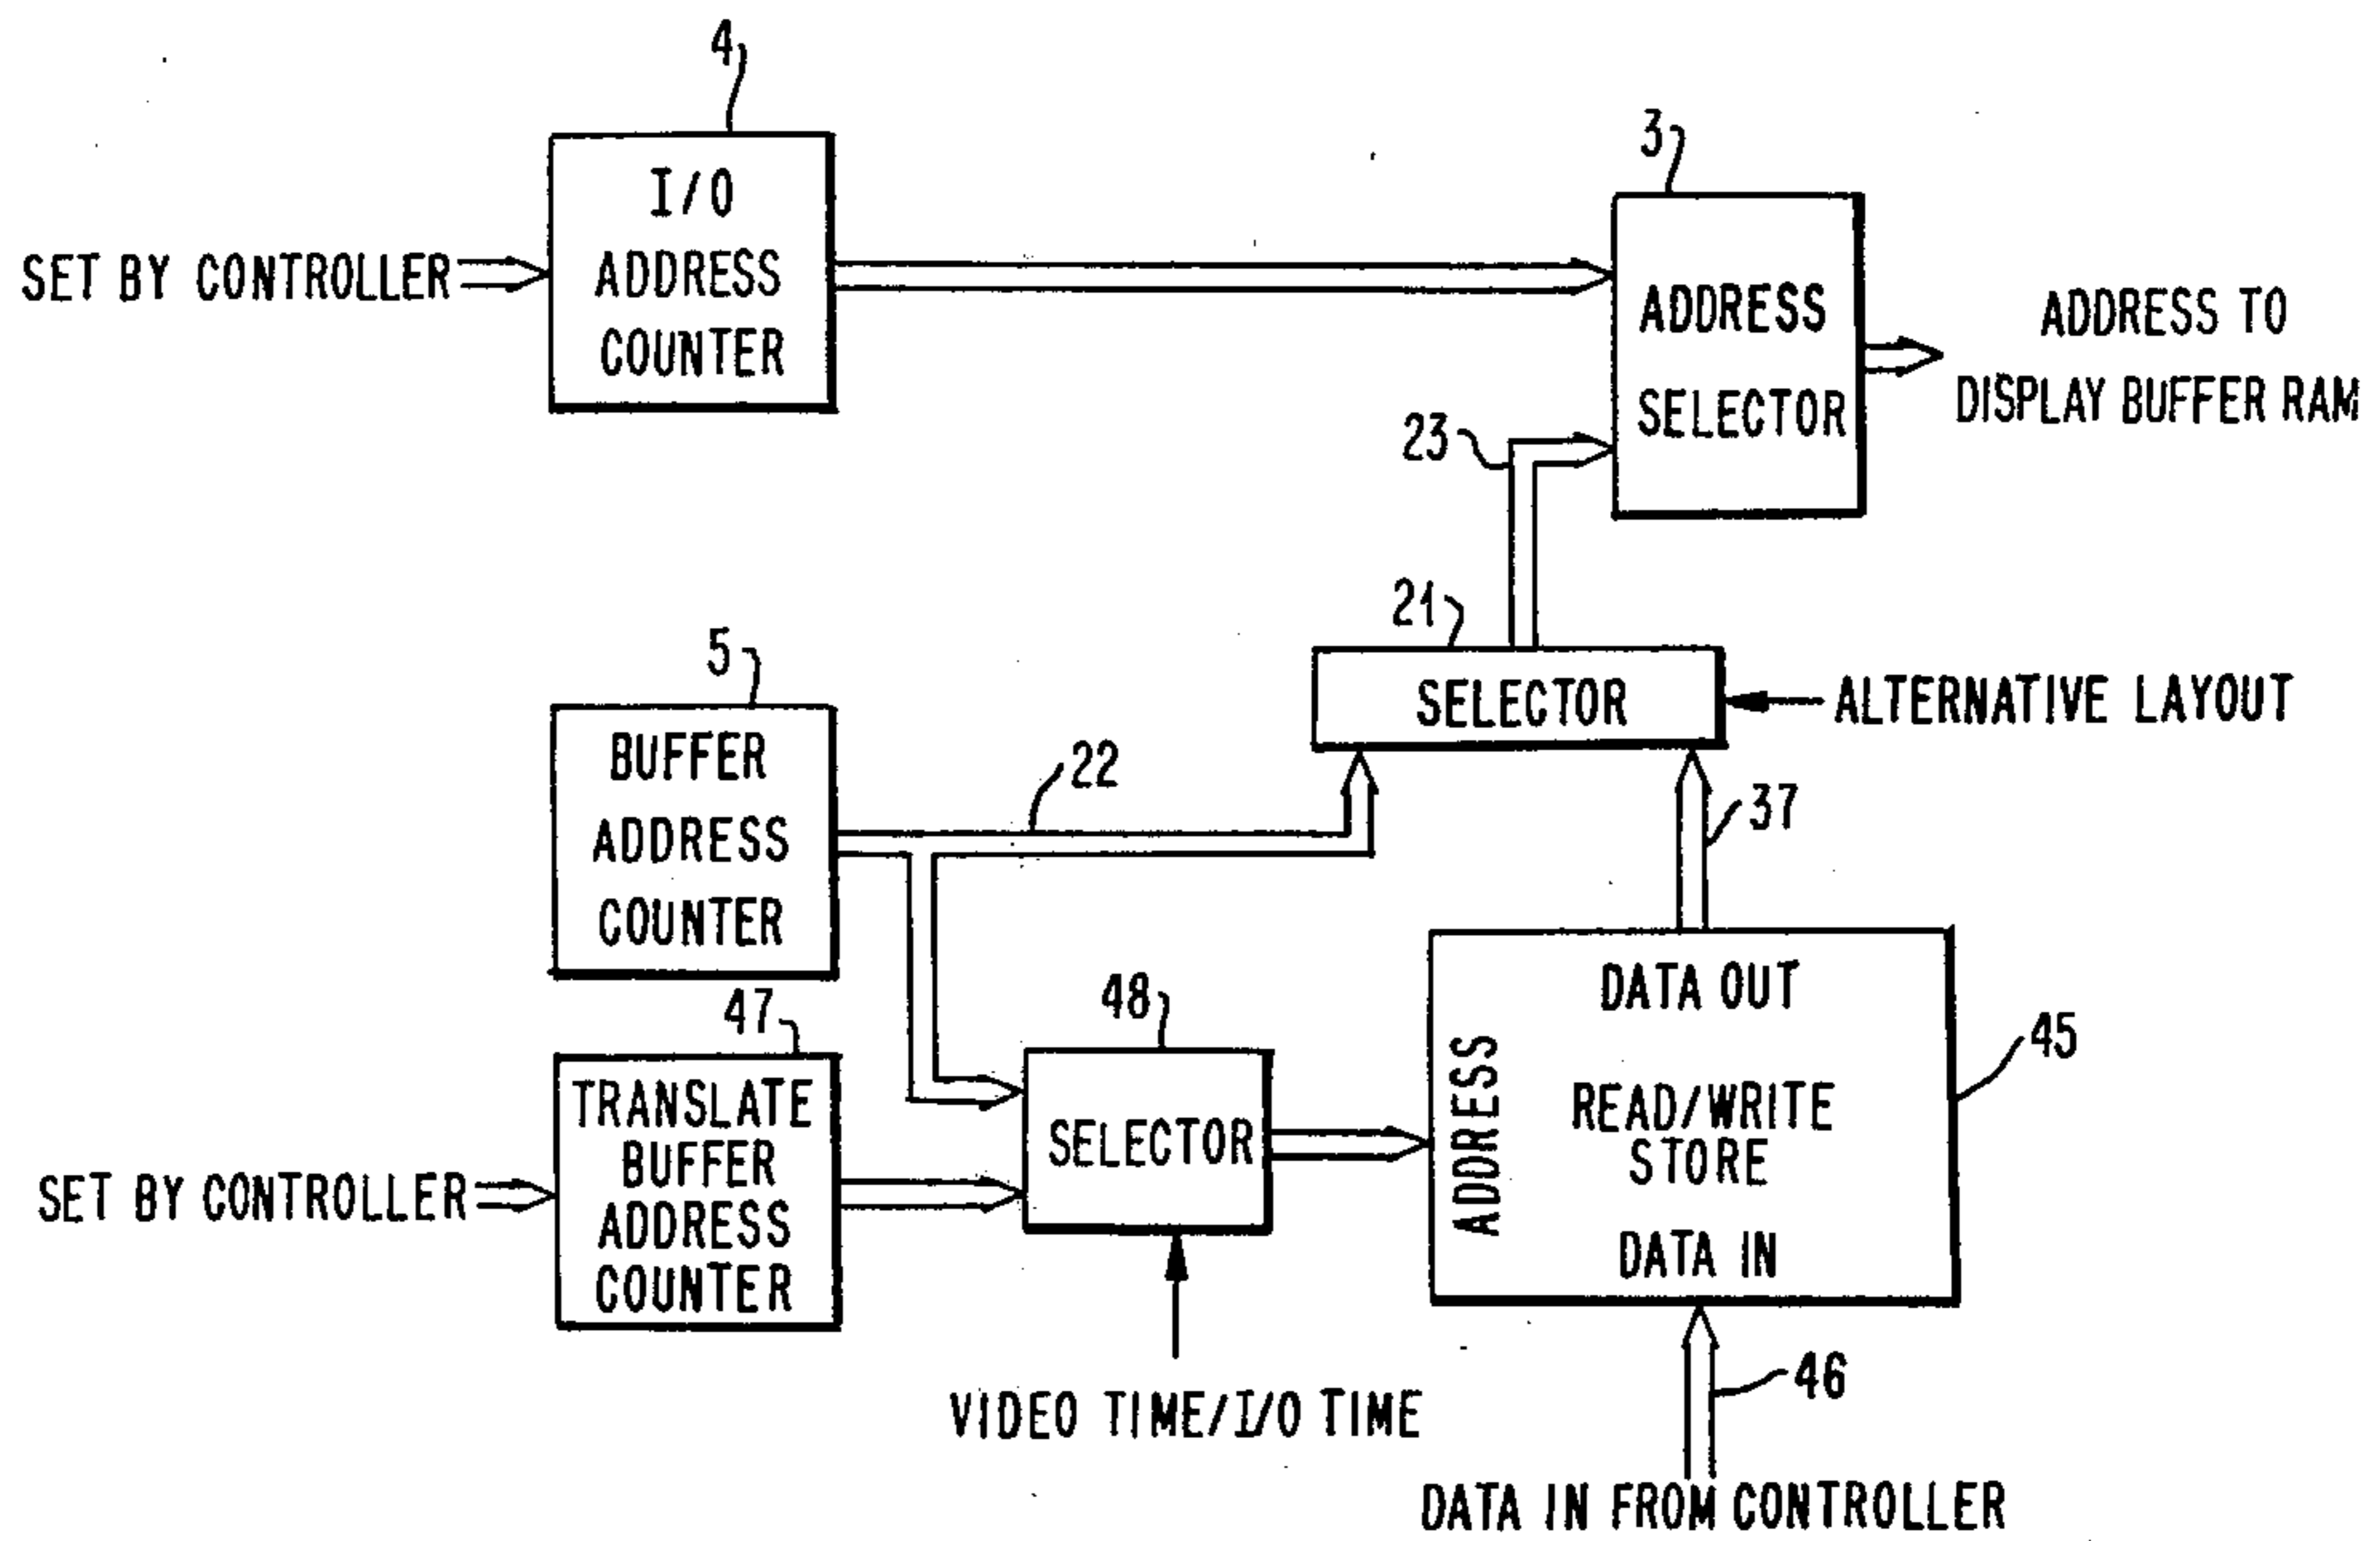 4
I/O
ADDRESS
COUNTER
SET BY CONTROLLER
3
ADDRESS
SELECTOR
ADDRESS TO
DISPLAY BUFFER RAM
23
21
SELECTOR
ALTERNATIVE LAYOUT
5
BUFFER
ADDRESS
COUNTER
22
37
47
TRANSLATE
BUFFER
ADDRESS
COUNTER
SET BY CONTROLLER
48
SELECTOR
VIDEO TIME/I/O TIME
ADDRESS
DATA OUT
READ/WRITE
STORE
DATA IN
45
46
DATA IN FROM CONTROLLER